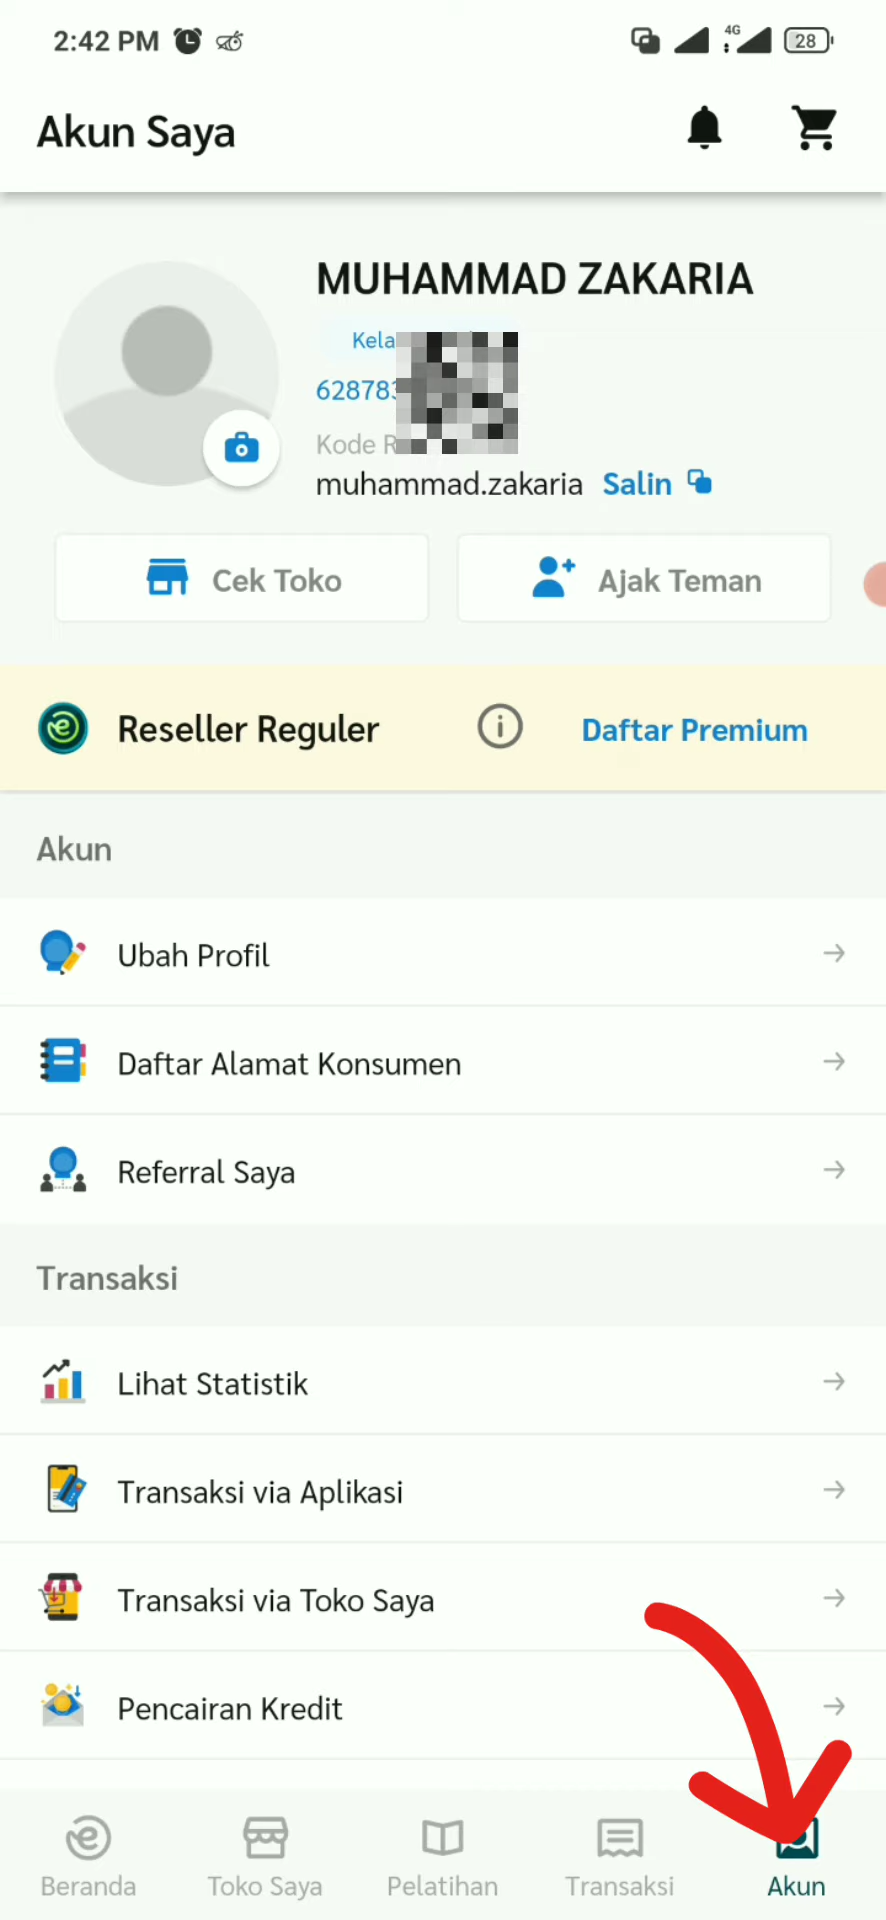 2:42 PM
4G
28
Akun Saya
MUHAMMAD ZAKARIA
62878
Kode
muhammad.zakaria Salin
Cek Toko
Ajak Teman
Reseller Reguler
Daftar Premium
Akun
Ubah Profil
Daftar Alamat Konsumen
Referral Saya
Transaksi
Lihat Statistik
Transaksi via Aplikasi
Transaksi via Toko Saya
Pencairan Kredit
Beranda
Toko Saya
Pelatihan
Transaksi
Akun